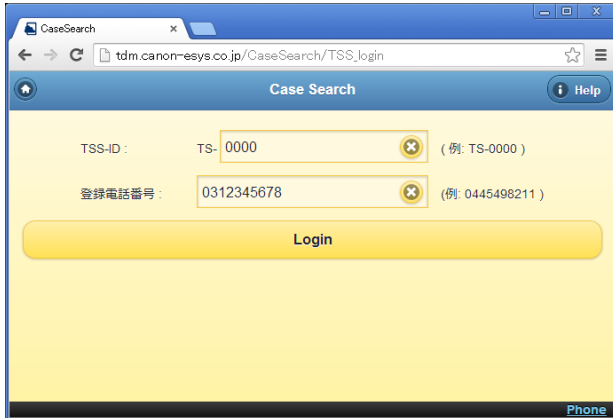 CaseSearch
tdm.canon-esys.co.jp/CaseSearch/TSS_login
Case Search
Help
TSS-ID :
TS- 0000
( 例: TS-0000 )
登録電話番号 :
0312345678
(例: 0445498211 )
Login
Phone